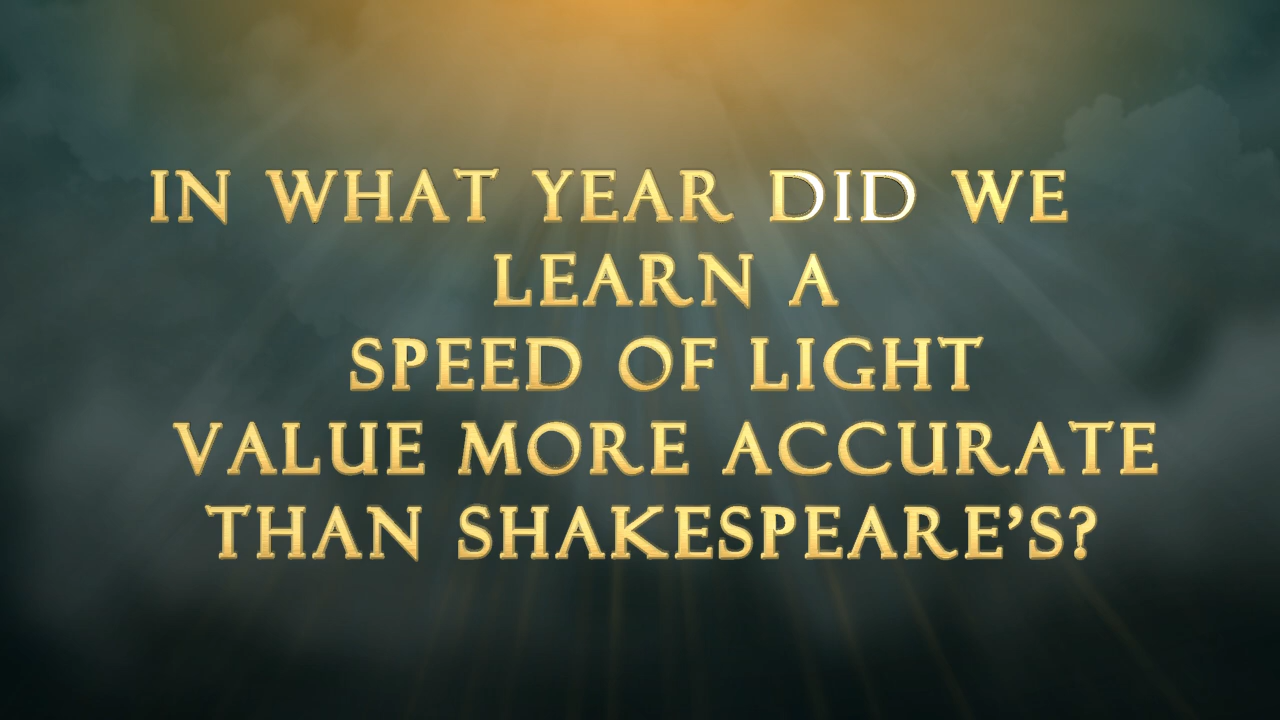 IN WHAT YEAR DID WE
LEARN A
SPEED OF LIGHT
VALUE MORE ACCURATE
THAN SHAKESPEARE'S?